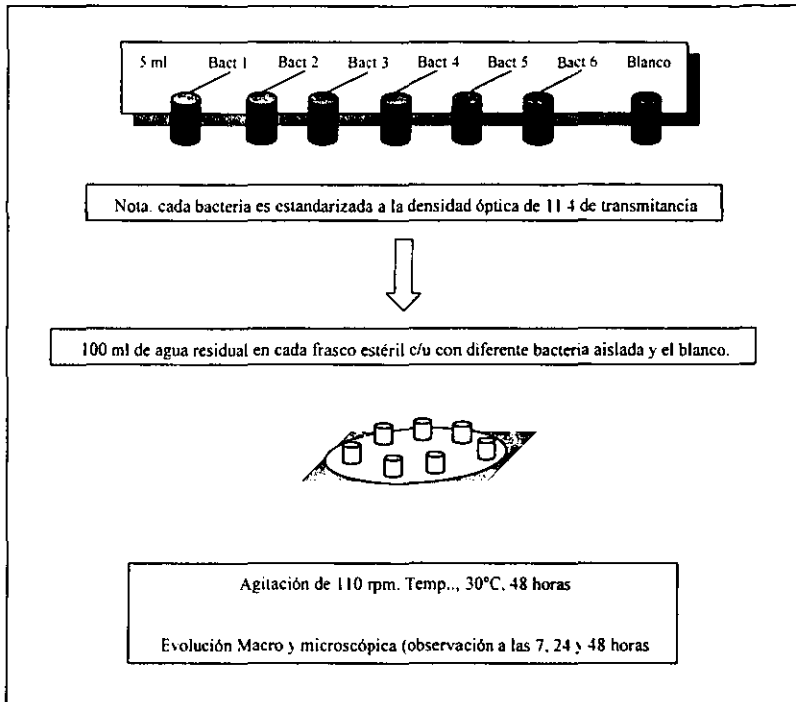 5 ml Bact 1 Bact 2 Bact 3 Bact 4 Bact 5 Bact 6 Blanco
Nota. cada bacteria es estandarizada a la densidad óptica de 11 4 de transmitancia
100 ml de agua residual en cada frasco estéril c/u con diferente bacteria aislada y el blanco.
Agitación de 110 rpm. Temp.., 30°C, 48 horas
Evolución Macro y microscópica (observación a las 7, 24 y 48 horas